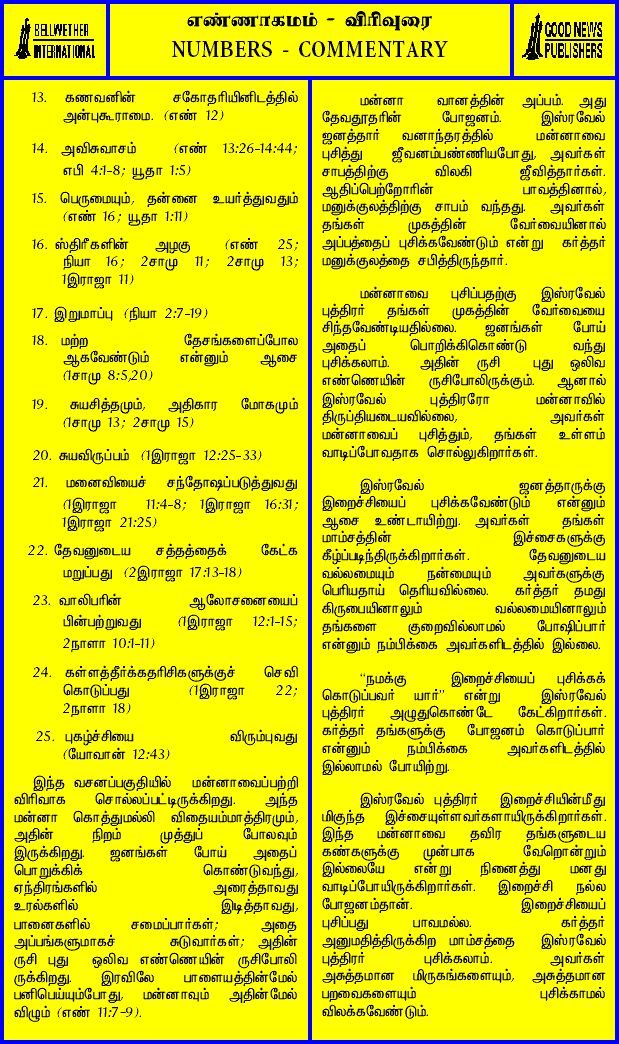 BELLWETHER
INTERNATIONAL
எண்ணாகமம் - விரிவுரை
NUMBERS - COMMENTARY
GOOD NEWS
PUBLISHERS
13. கணவனின் சகோதரியினிடத்தில்
அன்புகூராமை. (எண் 12)
14. அவிசுவாசம் (எண் 13:26-14:44;
எபி 4:1-8; யூதா 1:5)
15. பெருமையும், தன்னை உயர்த்துவதும்
(எண் 16; யூதா 1:11)
16. ஸ்திரீகளின் அழகு (எண் 25;
நியா 16; 2சாமு 11; 2சாமு 13;
1இராஜா 11)
17. இறுமாப்பு (நியா 2:7-19)
18. மற்ற தேசங்களைப்போல
ஆகவேண்டும் என்னும் ஆசை
(1சாமு 8:5,20)
19. சுயசித்தமும், அதிகார மோகமும்
(1சாமு 13; 2சாமு 15)
20. சுயவிருப்பம் (1இராஜா 12:25-33)
21. மனைவியைச் சந்தோஷப்படுத்துவது
(1இராஜா 11:4-8; 1இராஜா 16:31;
1இராஜா 21:25)
22. தேவனுடைய சத்தத்தைக் கேட்க
மறுப்பது (2இராஜா 17:13-18)
23. வாலிபரின் ஆலோசனையைப்
பின்பற்றுவது (1இராஜா 12:1-15;
2நாளா 10:1-11)
24. கள்ளத்தீர்க்கதரிசிகளுக்குச் செவி
கொடுப்பது (1இராஜா 22;
2நாளா 18)
25. புகழ்ச்சியை விரும்புவது
(யோவான் 12:43)
இந்த வசனப்பகுதியில் மன்னாவைப்பற்றி
விரிவாக சொல்லப்பட்டிருக்கிறது. அந்த
மன்னா கொத்துமல்லி விதையம்மாத்திரமும்,
அதின் நிறம் முத்துப் போலவும்
இருக்கிறது. ஜனங்கள் போய் அதைப்
பொறுக்கிக் கொண்டுவந்து,
ஏந்திரங்களில் அரைத்தாவது
உரல்களில் இடித்தாவது,
பானைகளில் சமைப்பார்கள்; அதை
அப்பங்களுமாகச் சுடுவார்கள்; அதின்
ருசி புது ஒலிவ எண்ணெயின் ருசிபோலி
ருக்கிறது. இரவிலே பாளையத்தின்மேல்
பனிபெய்யும்போது, மன்னாவும் அதின்மேல்
விழும் (எண் 11:7-9).
மன்னா வானத்தின் அப்பம். அது
தேவதூதரின் போஜனம். இஸ்ரவேல்
ஜனத்தார் வனாந்தரத்தில் மன்னாவை
புசித்து ஜீவனம்பண்ணியபோது, அவர்கள்
சாபத்திற்கு விலகி ஜீவித்தார்கள்.
ஆதிப்பெற்றோரின் பாவத்தினால்,
மனுக்குலத்திற்கு சாபம் வந்தது. அவர்கள்
தங்கள் முகத்தின் வேர்வையினால்
அப்பத்தைப் புசிக்கவேண்டும் என்று கர்த்தர்
மனுக்குலத்தை சபித்திருந்தார்.
மன்னாவை புசிப்பதற்கு இஸ்ரவேல்
புத்திரர் தங்கள் முகத்தின் வேர்வையை
சிந்தவேண்டியதில்லை. ஜனங்கள் போய்
அதைப் பொறிக்கிகொண்டு வந்து
புசிக்கலாம். அதின் ருசி புது ஒலிவ
எண்ணெயின் ருசிபோலிருக்கும். ஆனால்
இஸ்ரவேல் புத்திரரோ மன்னாவில்
திருப்தியடையவில்லை, அவர்கள்
மன்னாவைப் புசித்தும், தங்கள் உள்ளம்
வாடிப்போவதாக சொல்லுகிறார்கள்.
இஸ்ரவேல் ஜனத்தாருக்கு
இறைச்சியைப் புசிக்கவேண்டும் என்னும்
ஆசை உண்டாயிற்று. அவர்கள் தங்கள்
மாம்சத்தின் இச்சைகளுக்கு
கீழ்ப்படிந்திருக்கிறார்கள். தேவனுடைய
வல்லமையும் நன்மையும் அவர்களுக்கு
பெரியதாய் தெரியவில்லை. கர்த்தர் தமது
கிருபையினாலும் வல்லமையினாலும்
தங்களை குறைவில்லாமல் போஷிப்பார்
என்னும் நம்பிக்கை அவர்களிடத்தில் இல்லை.
"நமக்கு இறைச்சியைப் புசிக்கக்
கொடுப்பவர் யார்" என்று இஸ்ரவேல்
புத்திரர் அழுதுகொண்டே கேட்கிறார்கள்.
கர்த்தர் தங்களுக்கு போஜனம் கொடுப்பார்
என்னும் நம்பிக்கை அவர்களிடத்தில்
இல்லாமல் போயிற்று.
இஸ்ரவேல் புத்திரர் இறைச்சியின்மீது
மிகுந்த இச்சையுள்ளவர்களாயிருக்கிறார்கள்.
இந்த மன்னாவை தவிர தங்களுடைய
கண்களுக்கு முன்பாக வேறொன்றும்
இல்லையே என்று நினைத்து மனது
வாடிப்போயிருக்கிறார்கள். இறைச்சி நல்ல
போஜனம்தான். இறைச்சியைப்
புசிப்பது பாவமல்ல. கர்த்தர்
அனுமதித்திருக்கிற மாம்சத்தை இஸ்ரவேல்
புத்திரர் புசிக்கலாம். அவர்கள்
அசுத்தமான மிருகங்களையும், அசுத்தமான
பறவைகளையும் புசிக்காமல்
விலக்கவேண்டும்.